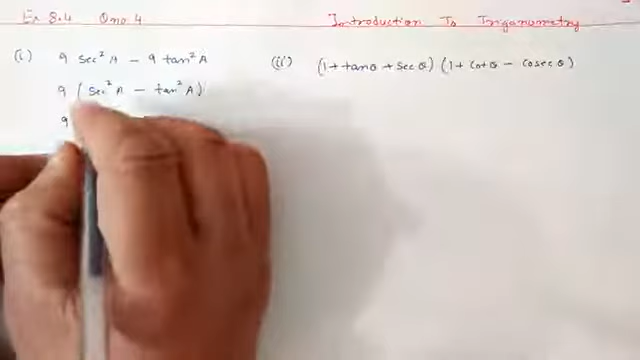 Ex 8.4 Qno. 4
Introduction To Trigonometry
(i) 9 sec² A - 9 tan² A
9 ( sec² A - tan² A )
9
(ii) (1 + tanθ + secθ) (1 + cotθ - cosecθ)